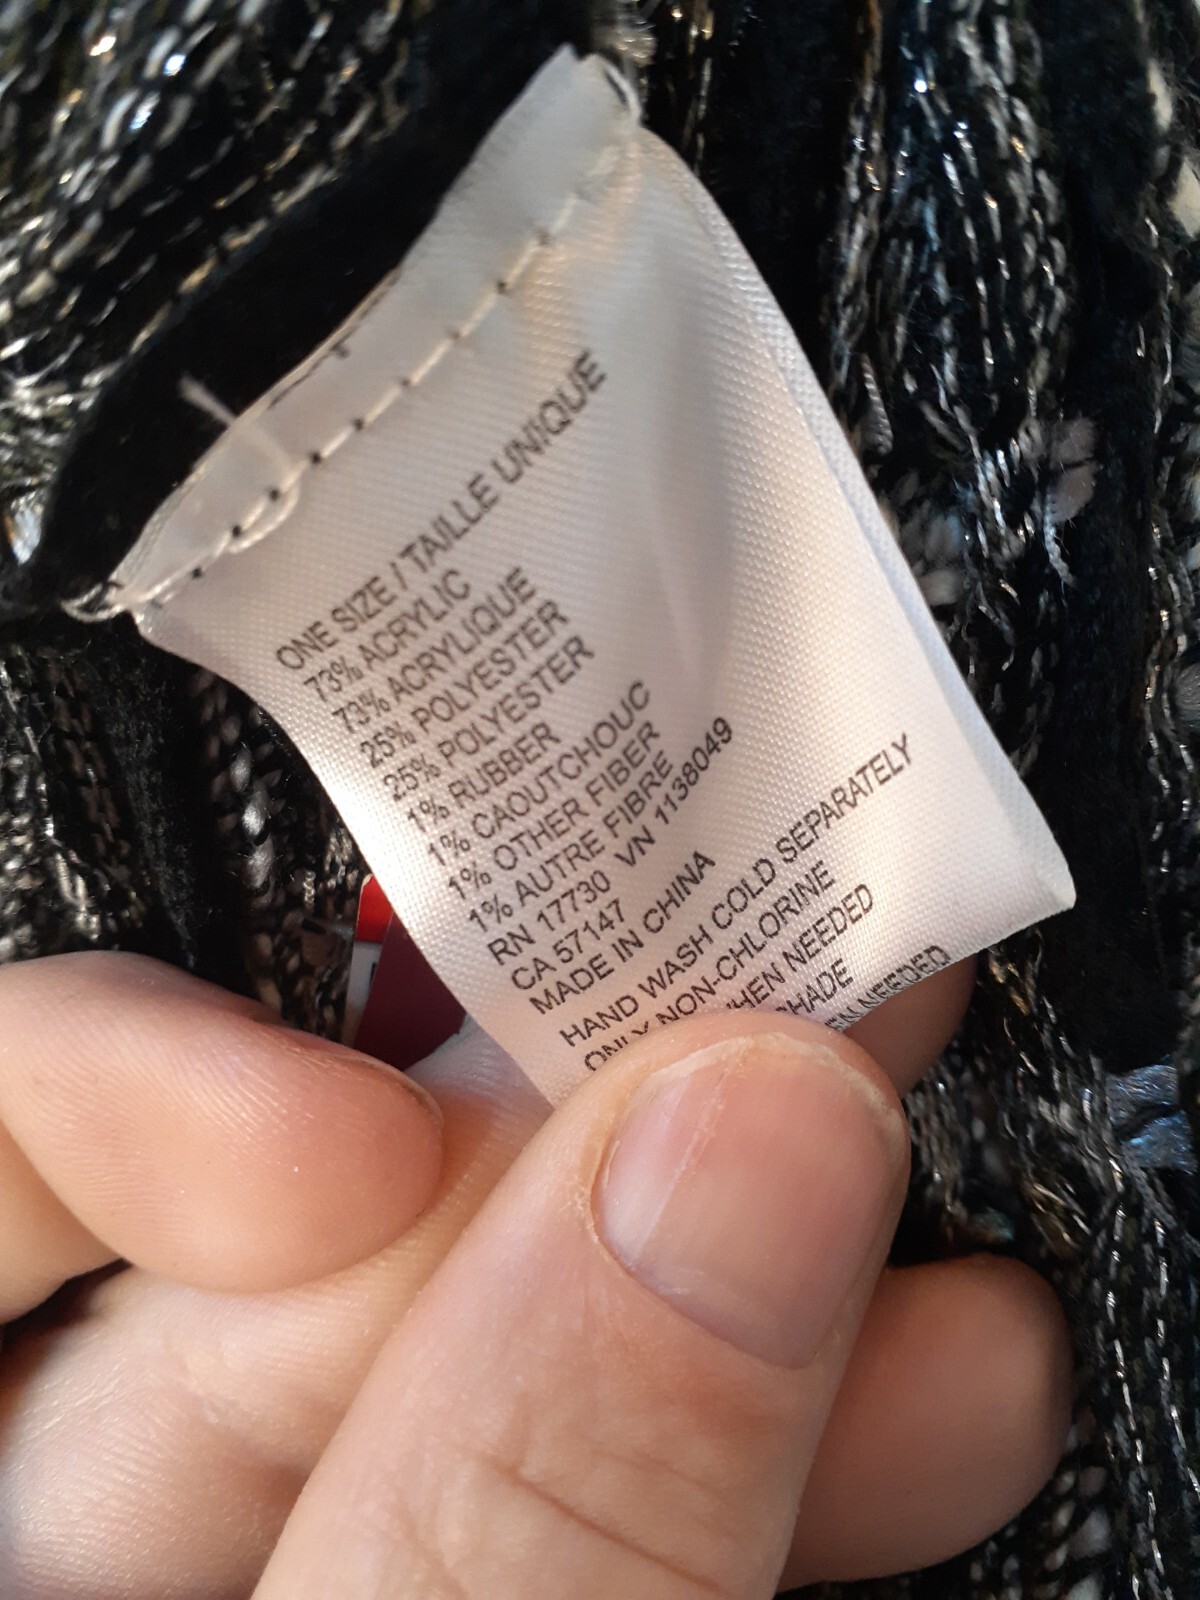 ONE SIZE / TAILLE UNIQUE
73% ACRYLIC
73% ACRYLIQUE
25% POLYESTER
25% POLYESTER
1% RUBBER
1% CAOUTCHOUC
1% OTHER FIBER
1% AUTRE FIBRE
RN 17730 VN 1138049
CA 57147
MADE IN CHINA
HAND WASH COLD SEPARATELY
ONLY NON-CHLORINE
NEEDED
NEEDED